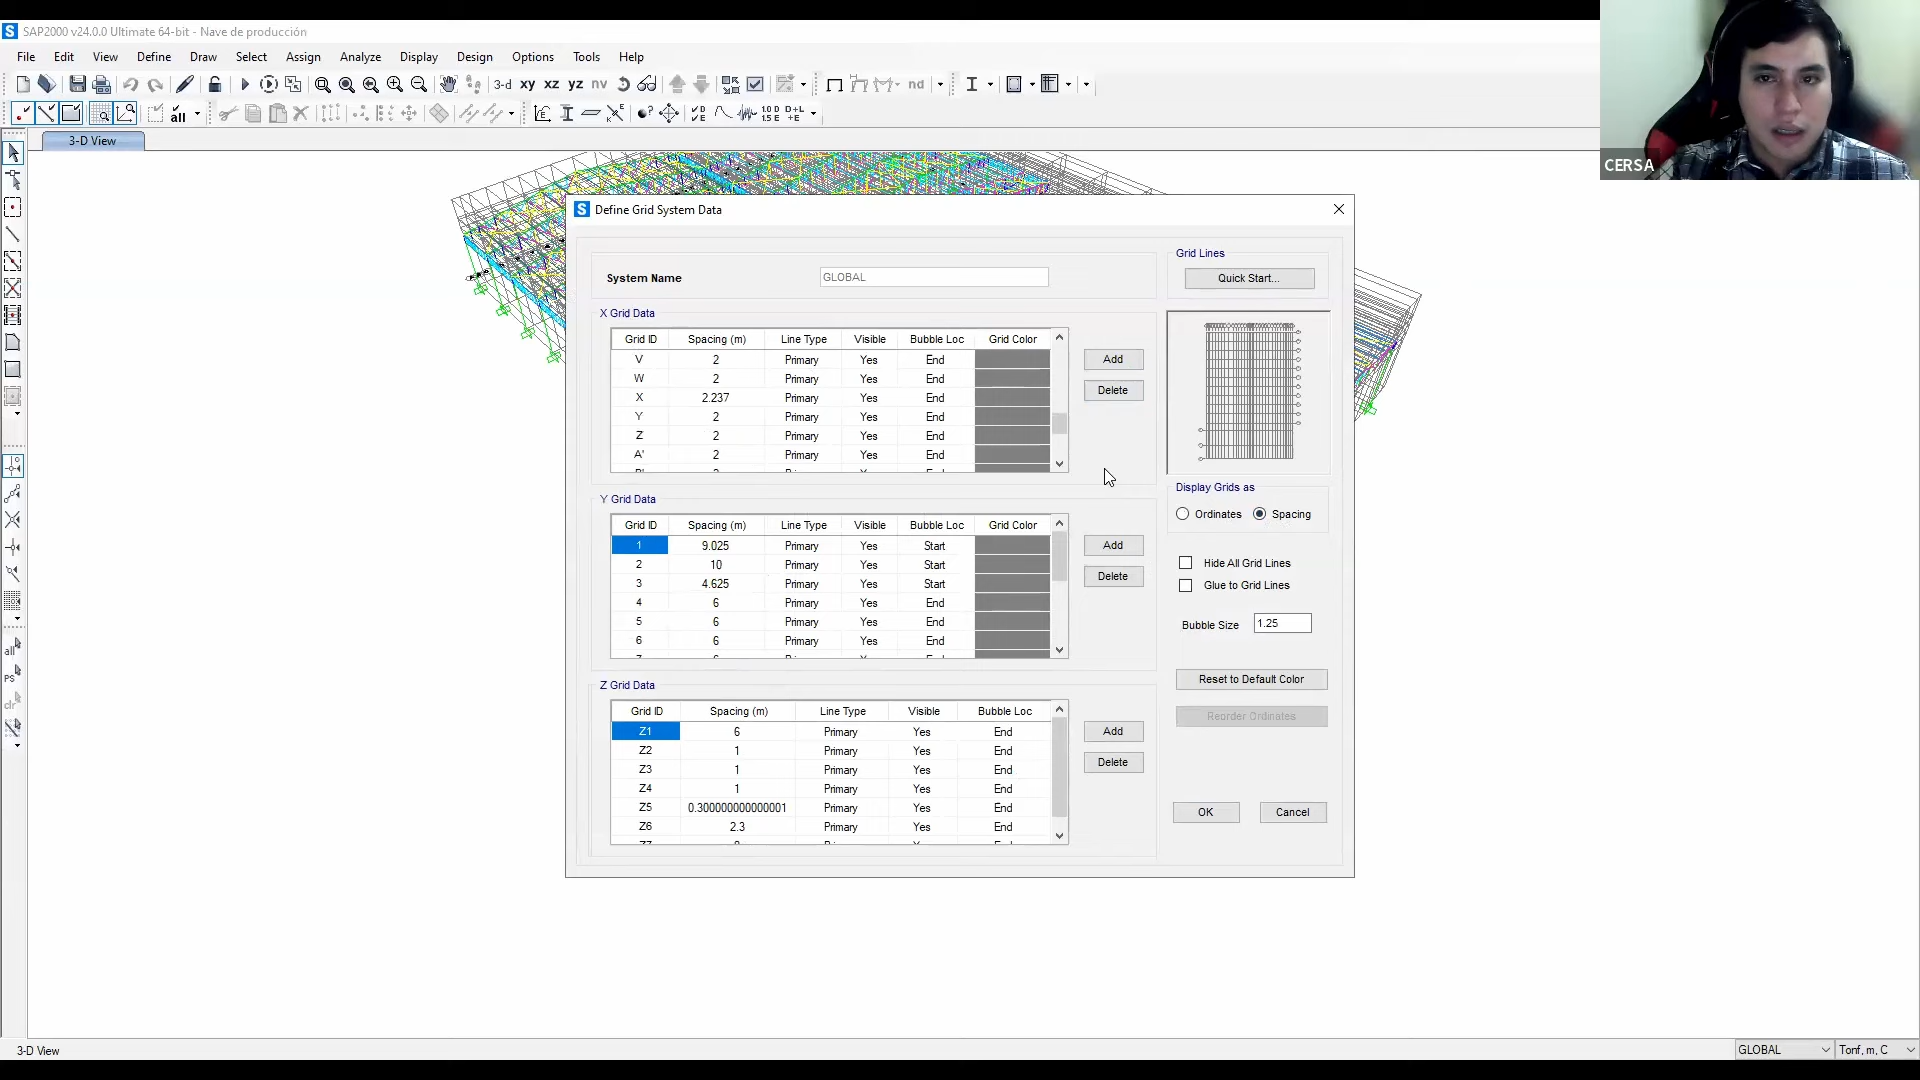 SAP2000 v24.0.0 Ultimate 64-bit - Nave de producción
File Edit View Define Draw Select Assign Analyze Display Design Options Tools Help
3-d xy xz yz nv nd
all
3-D View
CERSA
Define Grid System Data
System Name GLOBAL
Grid Lines
Quick Start...
X Grid Data
Grid ID Spacing (m) Line Type Visible Bubble Loc Grid Color
V 2 Primary Yes End
W 2 Primary Yes End
X 2.237 Primary Yes End
Y 2 Primary Yes End
Z 2 Primary Yes End
A' 2 Primary Yes End
Add
Delete
Y Grid Data
Grid ID Spacing (m) Line Type Visible Bubble Loc Grid Color
1 9.025 Primary Yes Start
2 10 Primary Yes Start
3 4.625 Primary Yes Start
4 6 Primary Yes End
5 6 Primary Yes End
6 6 Primary Yes End
Add
Delete
Z Grid Data
Grid ID Spacing (m) Line Type Visible Bubble Loc
Z1 6 Primary Yes End
Z2 1 Primary Yes End
Z3 1 Primary Yes End
Z4 1 Primary Yes End
Z5 0.300000000000001 Primary Yes End
Z6 2.3 Primary Yes End
Add
Delete
Display Grids as
Ordinates Spacing
Hide All Grid Lines
Glue to Grid Lines
Bubble Size 1.25
Reset to Default Color
Reorder Ordinates
OK Cancel
all
PS
clr
3-D View
GLOBAL
Tonf, m, C